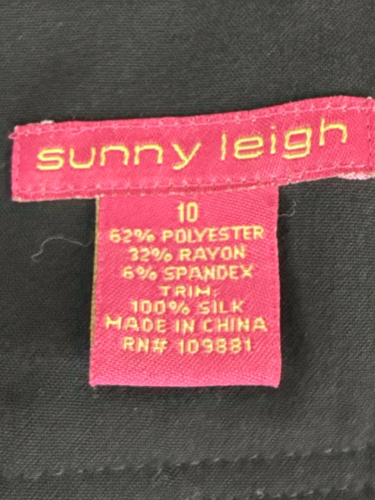 sunny leigh
10
62% POLYESTER
32% RAYON
6% SPANDEX
TRIM:
100% SILK
MADE IN CHINA
RN# 109881